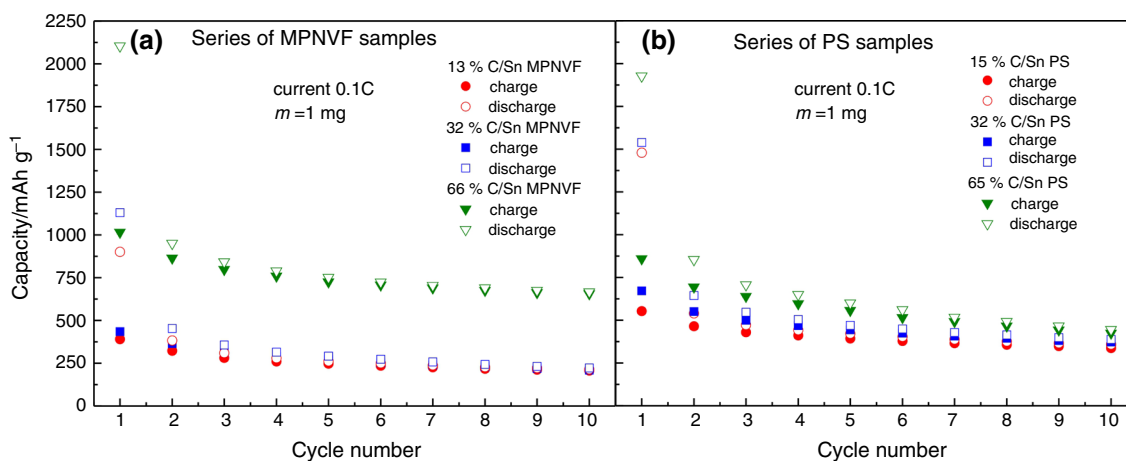 Capacity/mAh g⁻¹
2250
2000
1750
1500
1250
1000
750
500
250
0
(a) Series of MPNVF samples
current 0.1C
m =1 mg
13 % C/Sn MPNVF
charge
discharge
32 % C/Sn MPNVF
charge
discharge
66 % C/Sn MPNVF
charge
discharge
1 2 3 4 5 6 7 8 9 10
Cycle number
(b) Series of PS samples
current 0.1C
m =1 mg
15 % C/Sn PS
charge
discharge
32 % C/Sn PS
charge
discharge
65 % C/Sn PS
charge
discharge
1 2 3 4 5 6 7 8 9 10
Cycle number